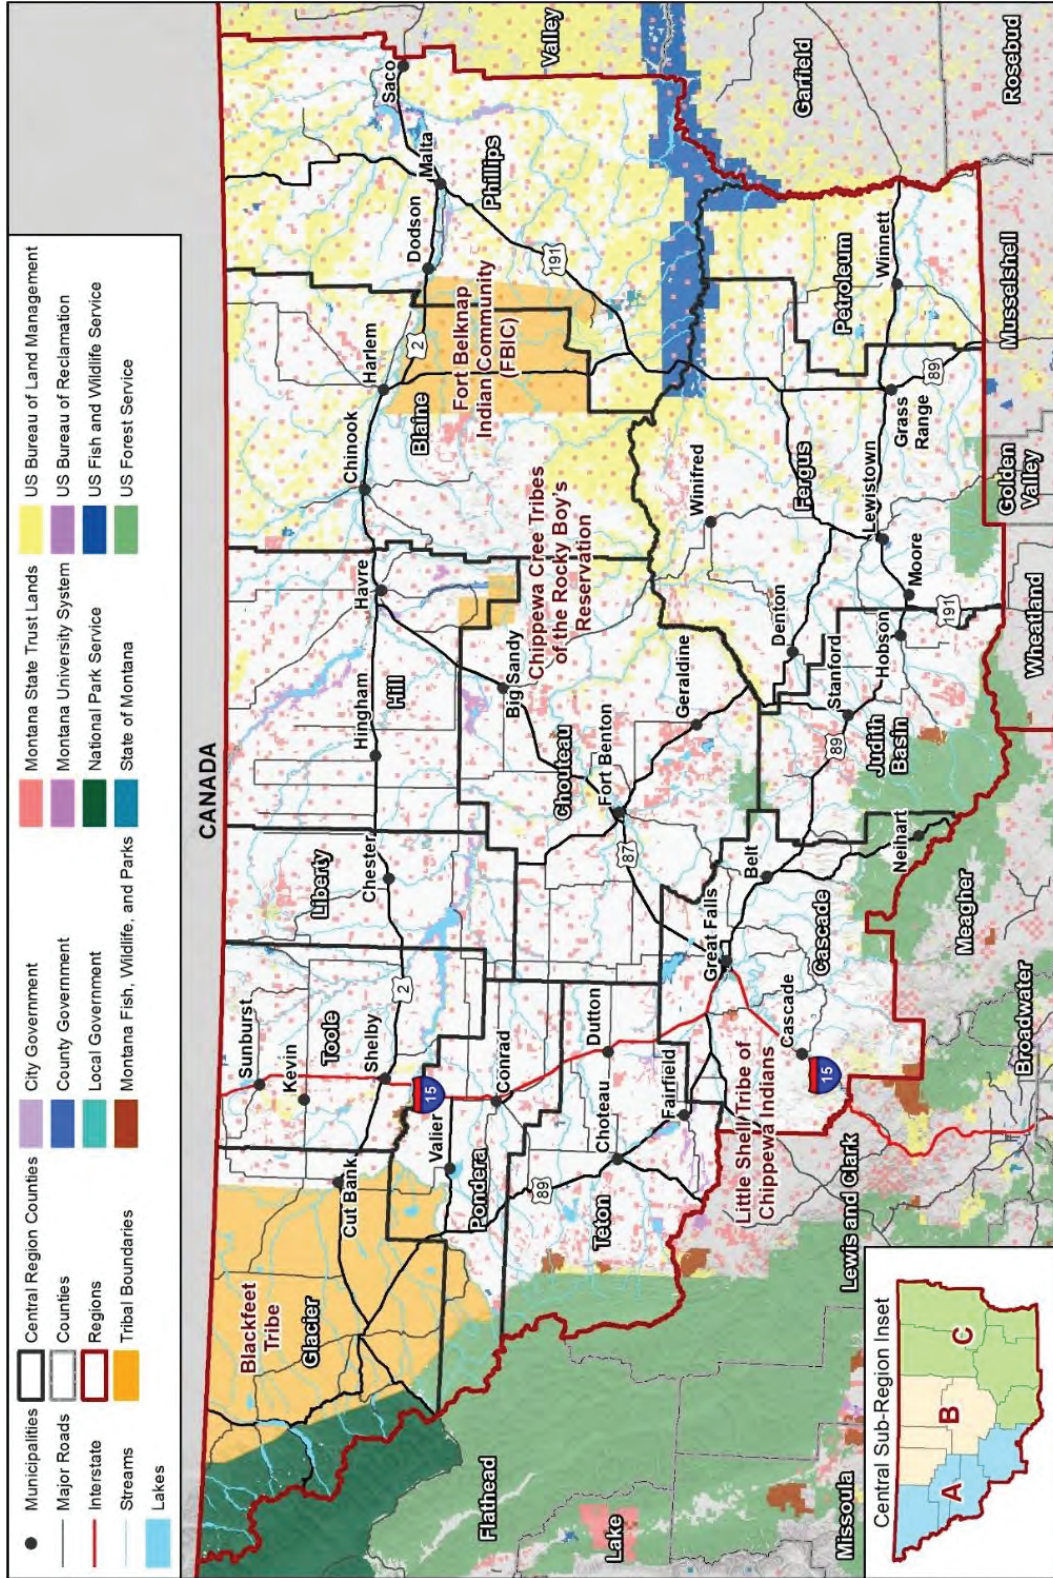 Municipalities
Major Roads
Interstate
Streams
Lakes
Central Region Counties
Counties
Regions
Tribal Boundaries
City Government
County Government
Local Government
Montana Fish, Wildlife, and Parks
Montana State Trust Lands
Montana University System
National Park Service
State of Montana
US Bureau of Land Management
US Bureau of Reclamation
US Fish and Wildlife Service
US Forest Service
CANADA
Blackfeet
Tribe
Glacier
Cut Bank
Sunburst
Kevin
Toole
Shelby
2
15
Valier
Pondera
Conrad
89
Choteau
Teton
Dutton
Fairfield
Liberty
Chester
Hingham
Hill
Havre
Big Sandy
Chouteau
Fort Benton
87
Geraldine
Chippewa Cree Tribes
of the Rocky Boy's
Reservation
Chinook
Harlem
Blaine
2
Fort Belknap
Indian Community
(FBIC)
Dodson
Malta
Saco
Phillips
191
Valley
Garfield
Rosebud
Petroleum
Winnett
Musselshell
Winifred
Fergus
Grass
Range
89
Lewistown
Denton
Moore
Hobson
191
Stanford
89
Judith
Basin
Golden
Valley
Wheatland
Great Falls
Belt
Neihart
Cascade
Cascade
15
Little Shell Tribe of
Chippewa Indians
Lewis and Clark
Meagher
Broadwater
Flathead
Lake
Missoula
Central Sub-Region Inset
A
B
C